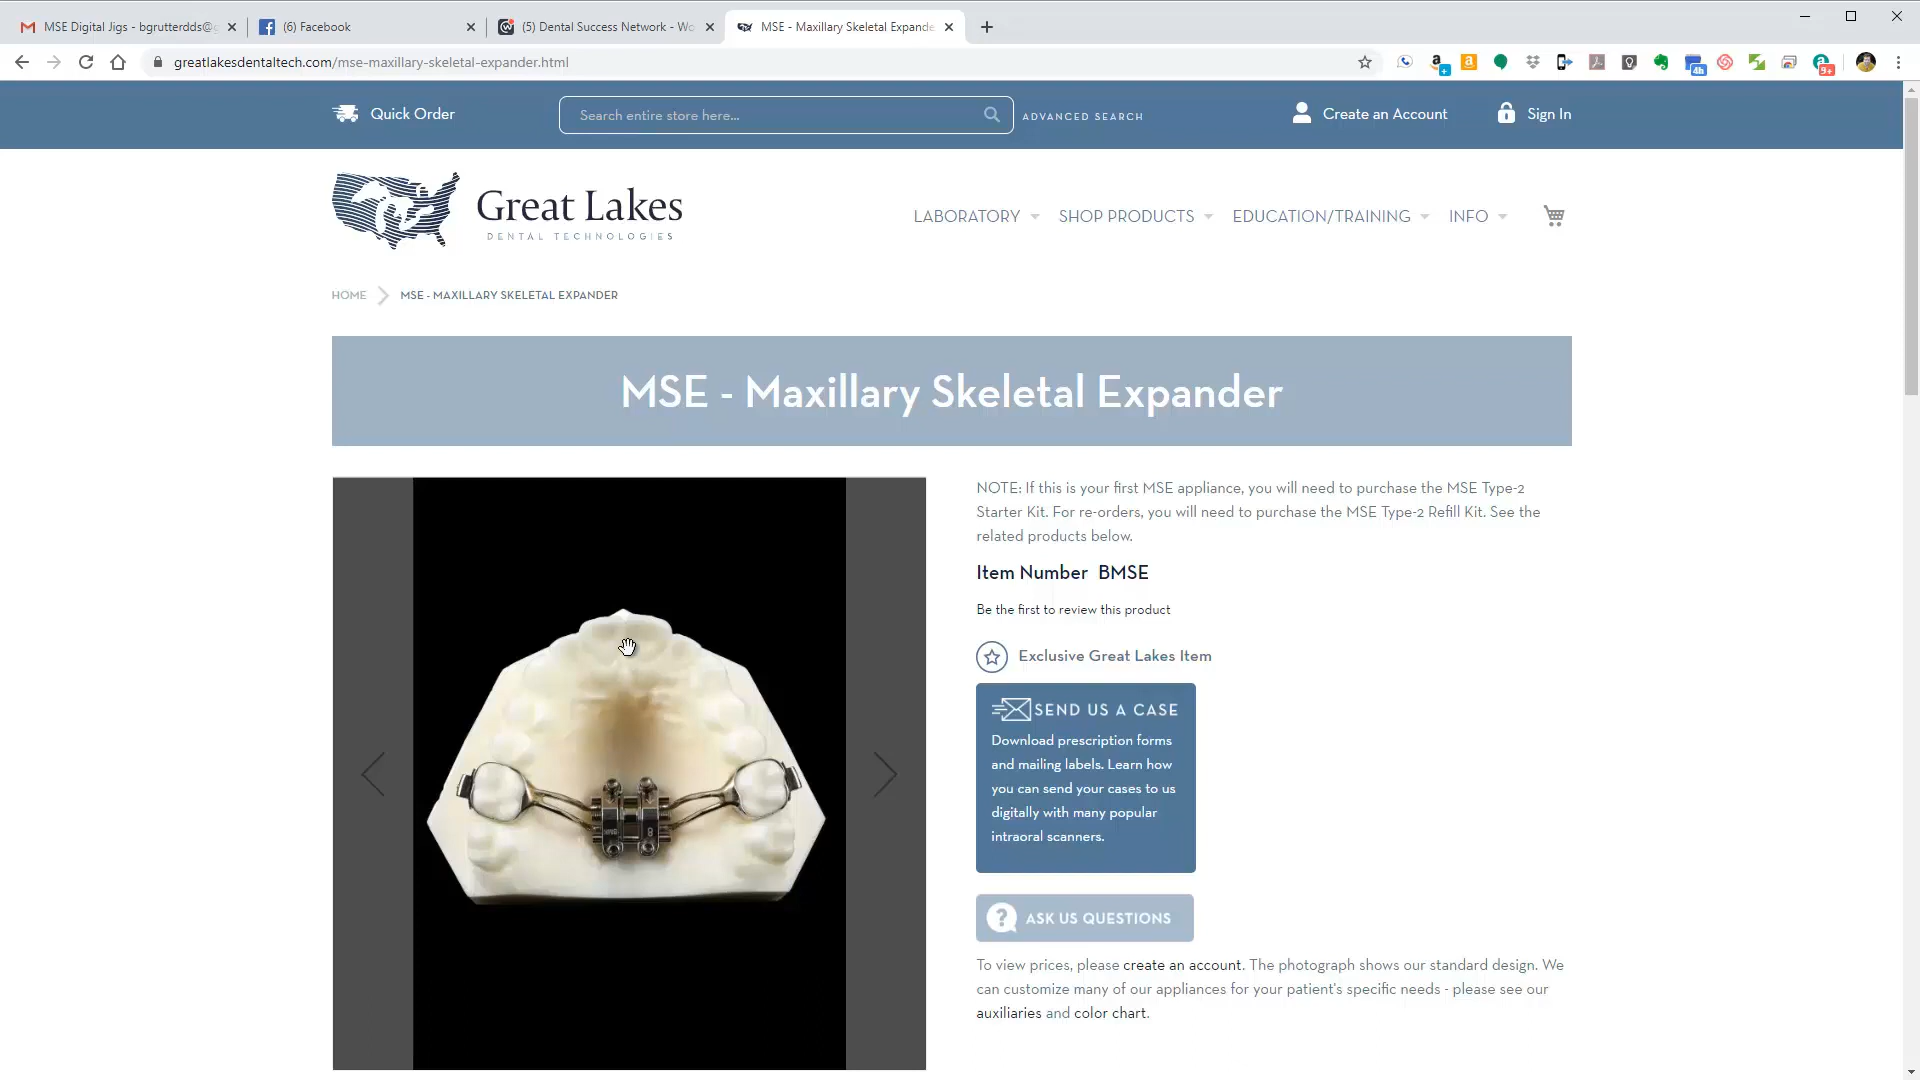 MSE Digital Jigs - bgrutterdds@g
(6) Facebook
(5) Dental Success Network - Wo
MSE - Maxillary Skeletal Expande
greatlakesdentaltech.com/mse-maxillary-skeletal-expander.html
4h
9+
Quick Order
Search entire store here...
ADVANCED SEARCH
Create an Account
Sign In
Great Lakes
DENTAL TECHNOLOGIES
LABORATORY
SHOP PRODUCTS
EDUCATION/TRAINING
INFO
HOME
MSE - MAXILLARY SKELETAL EXPANDER
MSE - Maxillary Skeletal Expander
NOTE: If this is your first MSE appliance, you will need to purchase the MSE Type-2
Starter Kit. For re-orders, you will need to purchase the MSE Type-2 Refill Kit. See the
related products below.
Item Number BMSE
Be the first to review this product
Exclusive Great Lakes Item
SEND US A CASE
Download prescription forms
and mailing labels. Learn how
you can send your cases to us
digitally with many popular
intraoral scanners.
8
ASK US QUESTIONS
To view prices, please create an account. The photograph shows our standard design. We
can customize many of our appliances for your patient's specific needs - please see our
auxiliaries and color chart.